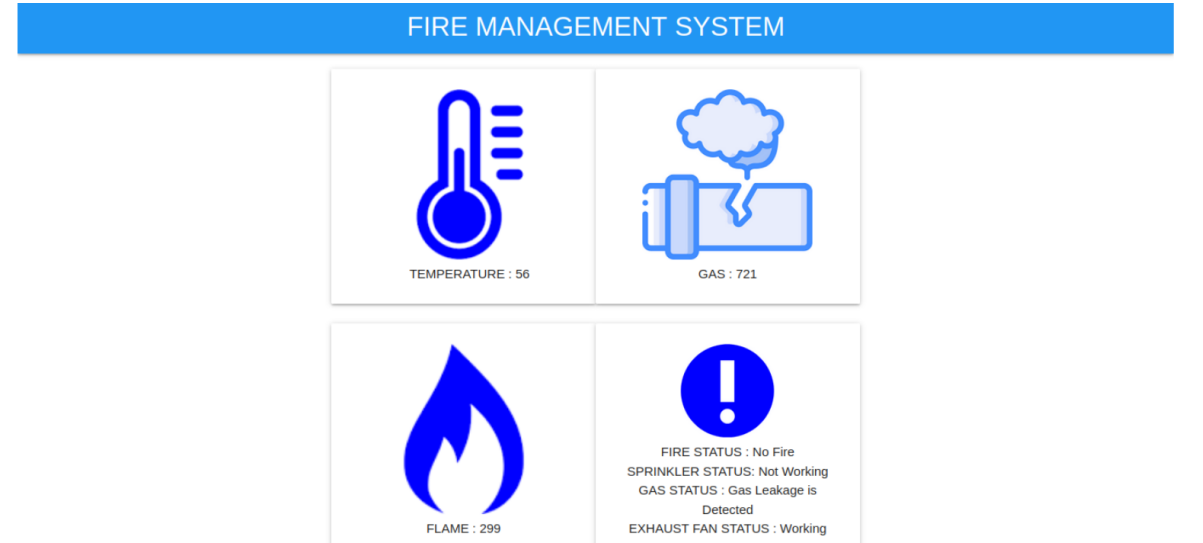 FIRE MANAGEMENT SYSTEM
TEMPERATURE : 56
GAS : 721
FLAME : 299
FIRE STATUS : No Fire
SPRINKLER STATUS: Not Working
GAS STATUS : Gas Leakage is
Detected
EXHAUST FAN STATUS : Working